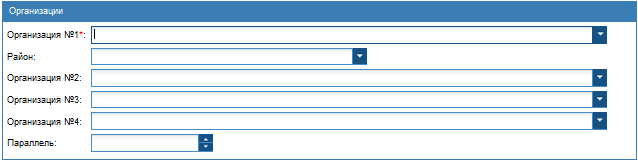 Организации
Организация №1*:
Район:
Организация №2:
Организация №3:
Организация №4:
Параллель: